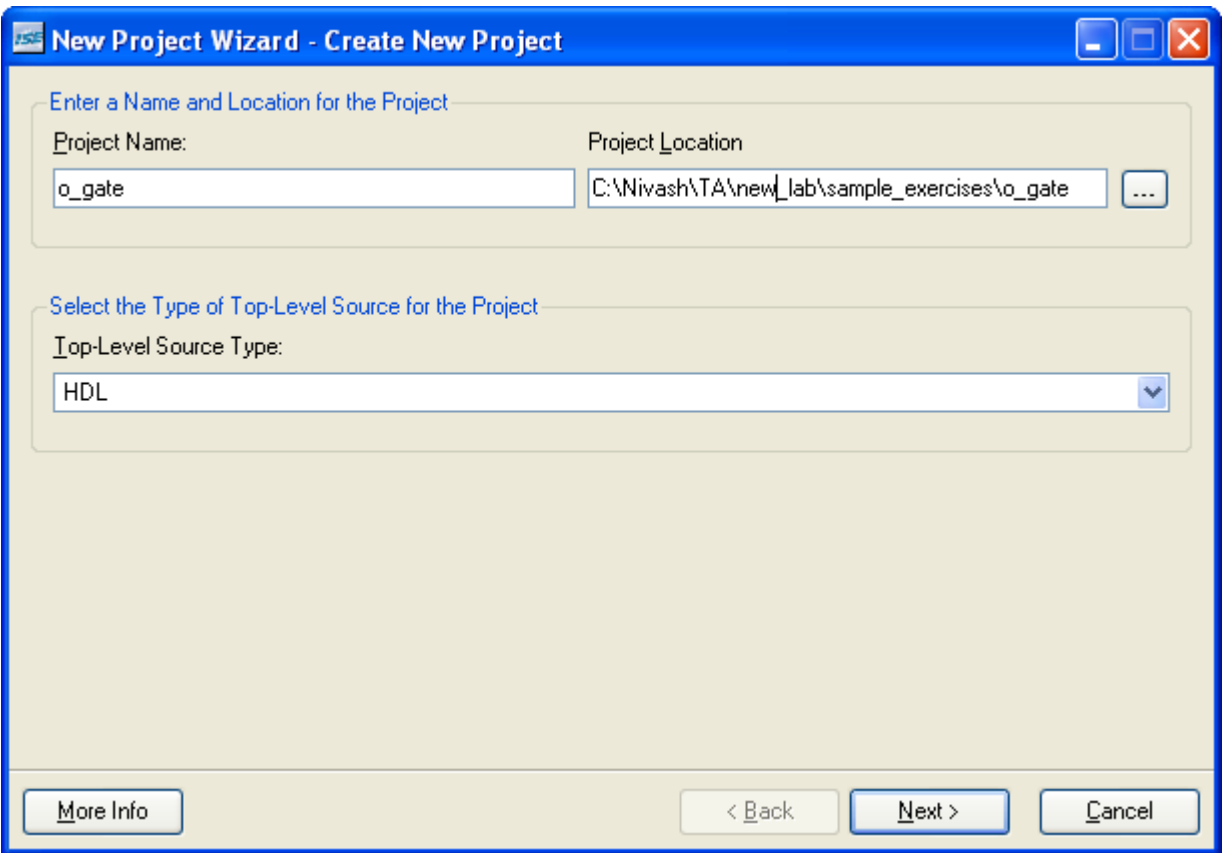 ISE New Project Wizard - Create New Project
Enter a Name and Location for the Project
Project Name: Project Location
o_gate C:\Nivash\TA\new_lab\sample_exercises\o_gate ...
Select the Type of Top-Level Source for the Project
Top-Level Source Type:
HDL
More Info < Back Next > Cancel